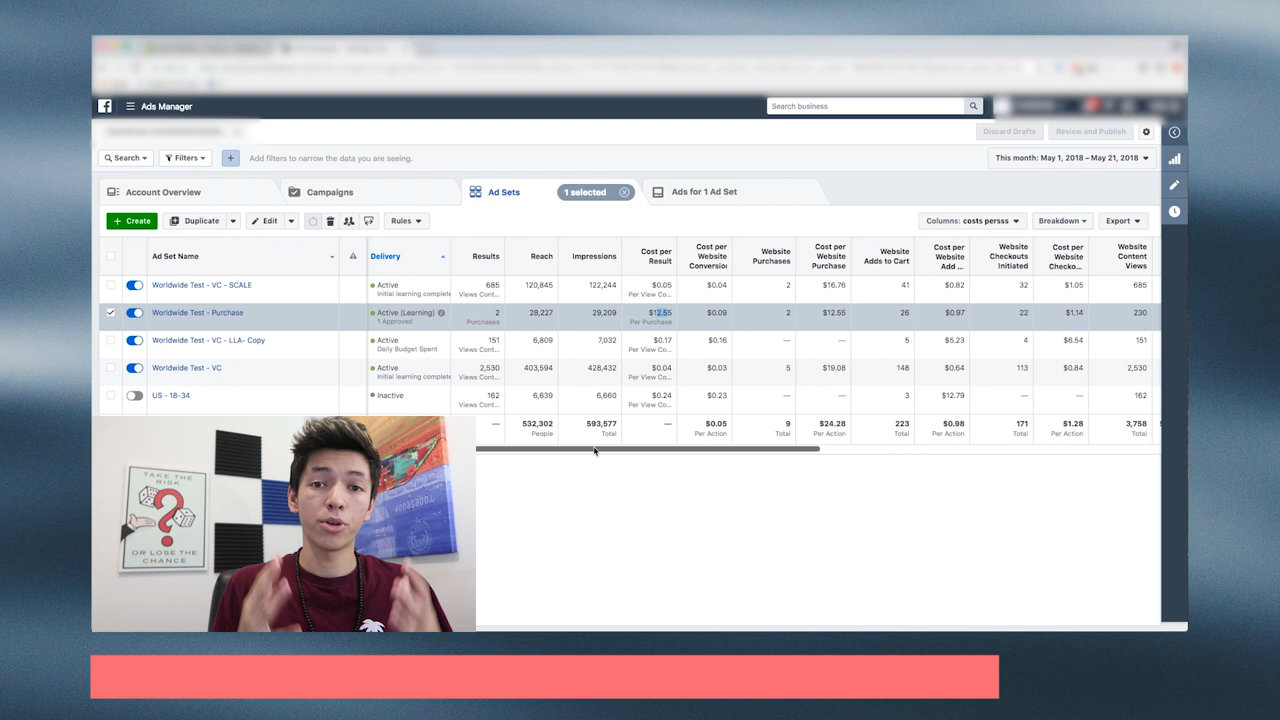 Ads Manager
Search business
Discard Drafts
Review and Publish
Search
Filters
+
Add filters to narrow the data you are seeing.
This month: May 1, 2018 – May 21, 2018
Account Overview
Campaigns
Ad Sets
1 selected
Ads for 1 Ad Set
+ Create
Duplicate
Edit
Rules
Columns: costs persss
Breakdown
Export
Ad Set Name Delivery Results Reach Impressions Cost per Result Cost per Website Conversion Website Purchases Cost per Website Purchase Website Adds to Cart Cost per Website Add ... Website Checkouts Initiated Cost per Website Checko... Website Content Views
Worldwide Test - VC - SCALE Active 685 120,845 122,244 $0.05 $0.04 2 $16.76 41 $0.82 32 $1.05 685
Initial learning complete Views Cont... Per View Co...
Worldwide Test - Purchase Active (Learning) 2 28,227 29,209 $12.55 $0.09 2 $12.55 26 $0.97 22 $1.14 230
1 Approved Purchases Per Purchase
Worldwide Test - VC - LLA- Copy Active 151 6,809 7,032 $0.17 $0.16 — — 5 $5.23 4 $6.54 151
Daily Budget Spent Views Cont... Per View Co...
Worldwide Test - VC Active 2,530 403,594 428,432 $0.04 $0.03 5 $19.08 148 $0.64 113 $0.84 2,530
Initial learning complete Views Cont... Per View Co...
US - 18-34 Inactive 162 6,639 6,660 $0.24 $0.23 — — 3 $12.79 — — 162
Views Cont... Per View Co...
— 532,302 593,577 — $0.05 9 $24.28 223 $0.98 171 $1.28 3,758
People Total Per Action Total Per Action Total Per Action Total Per Action Total
TAKE THE
RISK
?
OR LOSE THE
CHANCE